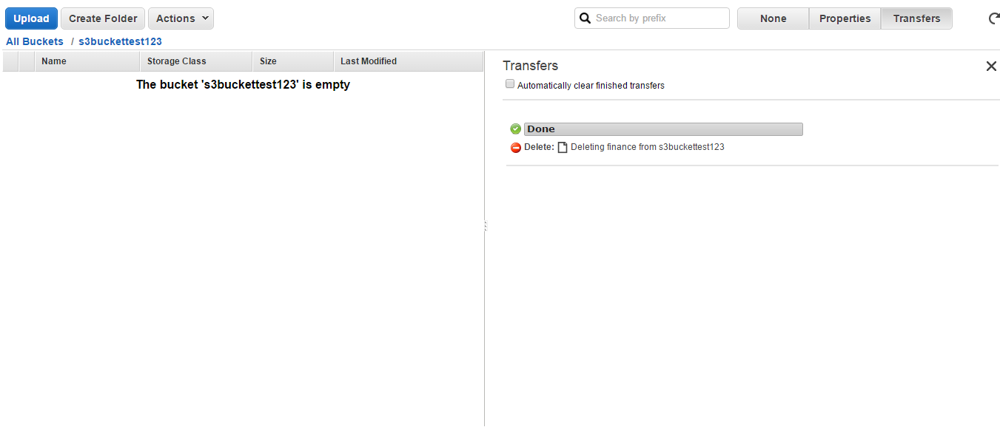 Upload Create Folder Actions Search by prefix None Properties Transfers
All Buckets / s3buckettest123
Name Storage Class Size Last Modified
The bucket 's3buckettest123' is empty
Transfers
Automatically clear finished transfers
Done
Delete: Deleting finance from s3buckettest123